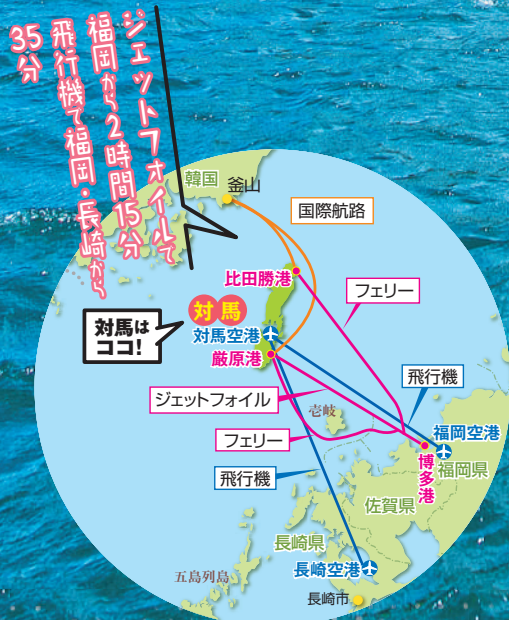 ジェットフォイルで
福岡から2時間15分
飛行機で福岡・長崎から
35分
韓国
釜山
国際航路
比田勝港
フェリー
対馬
対馬は
ココ!
対馬空港
厳原港
飛行機
ジェットフォイル
壱岐
フェリー
福岡空港
博多港
福岡県
飛行機
佐賀県
長崎県
長崎空港
五島列島
長崎市